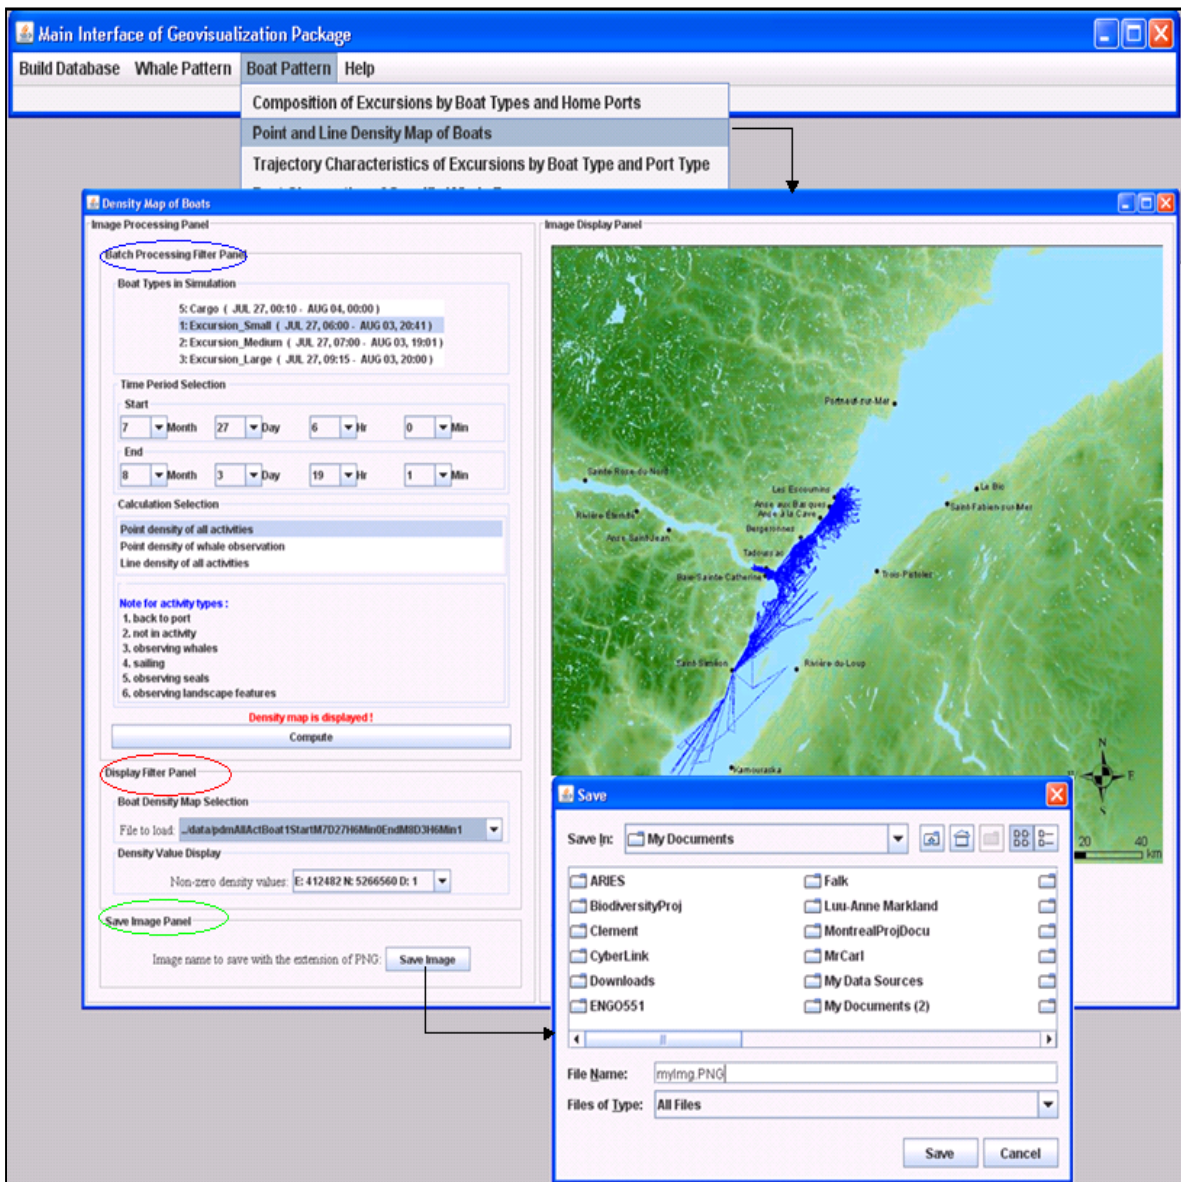 Main Interface of Geovisualization Package
Build Database Whale Pattern Boat Pattern Help
Composition of Excursions by Boat Types and Home Ports
Point and Line Density Map of Boats
Trajectory Characteristics of Excursions by Boat Type and Port Type
Density Map of Boats
Image Processing Panel
Batch Processing Filter Panel
Boat Types in Simulation
5: Cargo ( JUL 27, 00:10 - AUG 04, 00:00 )
1: Excursion_Small ( JUL 27, 06:00 - AUG 03, 20:41 )
2: Excursion_Medium ( JUL 27, 07:00 - AUG 03, 19:01 )
3: Excursion_Large ( JUL 27, 09:15 - AUG 03, 20:00 )
Time Period Selection
Start
7 Month 27 Day 6 Hr 0 Min
End
8 Month 3 Day 19 Hr 1 Min
Calculation Selection
Point density of all activities
Point density of whale observation
Line density of all activities
Note for activity types :
1. back to port
2. not in activity
3. observing whales
4. sailing
5. observing seals
6. observing landscape features
Density map is displayed !
Compute
Display Filter Panel
Boat Density Map Selection
File to load: ../data/pdmAllActBoat1StartM7D27H6Min0EndM8D3H6Min1
Density Value Display
Non-zero density values: E: 412482 N: 5266560 D: 1
Save Image Panel
Image name to save with the extension of PNG: Save Image
Image Display Panel
Portneuf-sur-Mer
Sainte-Rose-du-Nord
Les Escoumins
Le Bic
Anse aux Basques
Saint-Fabien-sur-Mer
Rivière Éternité
Anse à la Cave
Bergeronnes
Anse-Saint-Jean
Tadoussac
Baie-Sainte-Catherine
Trois-Pistoles
Saint-Siméon
Rivière-du-Loup
Kamouraska
N
E
S
20 40
km
Save
Save In: My Documents
ARIES
BiodiversityProj
Clement
CyberLink
Downloads
ENGO551
Falk
Luu-Anne Markland
MontrealProjDocu
MrCarl
My Data Sources
My Documents (2)
File Name: myImg.PNG
Files of Type: All Files
Save Cancel